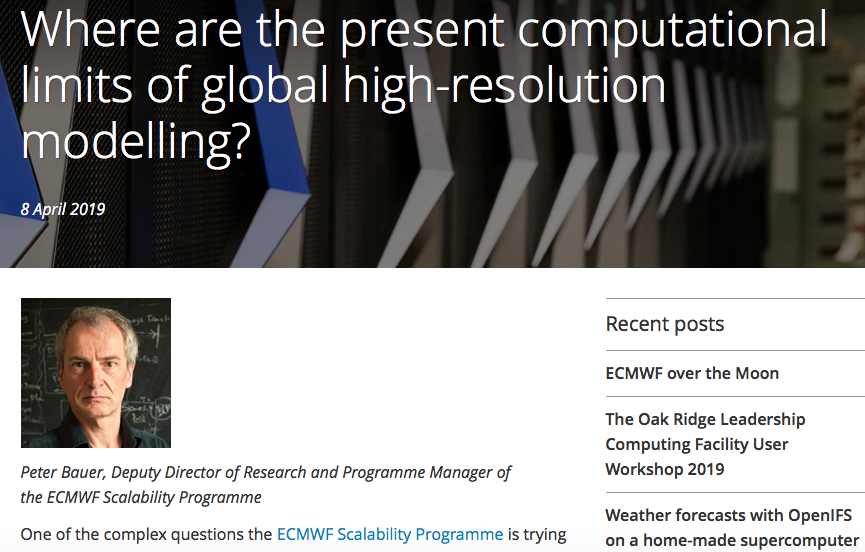 Where are the present computational
limits of global high-resolution
modelling?
8 April 2019
Recent posts
ECMWF over the Moon
The Oak Ridge Leadership
Computing Facility User
Workshop 2019
Weather forecasts with OpenIFS
on a home-made supercomputer
Peter Bauer, Deputy Director of Research and Programme Manager of
the ECMWF Scalability Programme
One of the complex questions the ECMWF Scalability Programme is trying